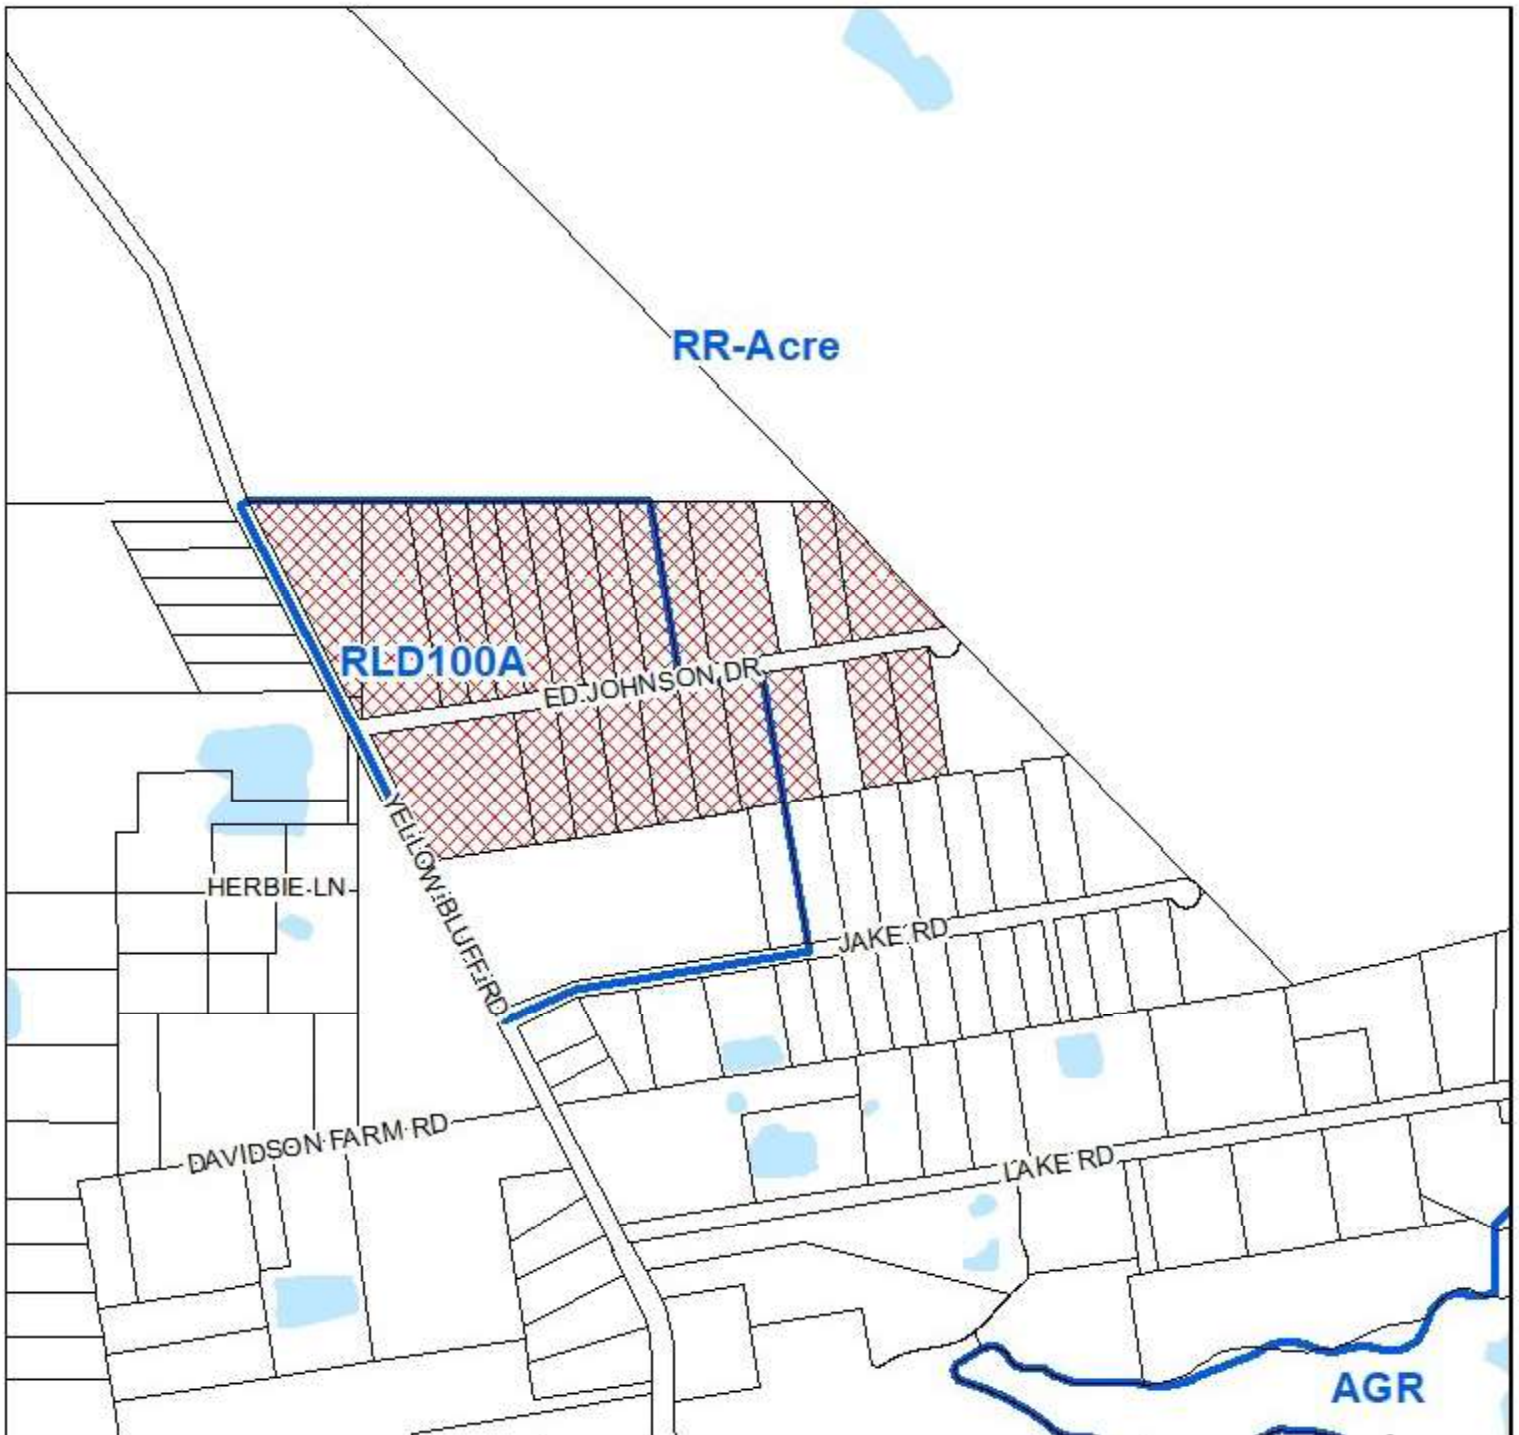 RR-Acre
RLD100A
ED JOHNSON DR
YELLOW BLUFF RD
HERBIE LN
JAKE RD
DAVIDSON FARM RD
LAKE RD
AGR